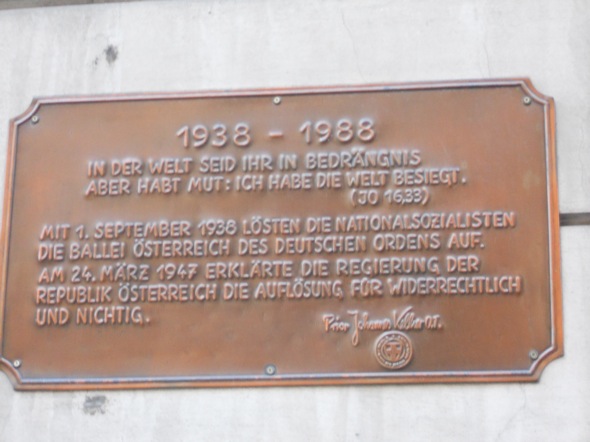 1938 - 1988
IN DER WELT SEID IHR IN BEDRÄNGNIS
ABER HABT MUT: ICH HABE DIE WELT BESIEGT.
(JO 16,33)
MIT 1. SEPTEMBER 1938 LÖSTEN DIE NATIONALSOZIALISTEN
DIE BALLEI ÖSTERREICH DES DEUTSCHEN ORDENS AUF.
AM 24. MÄRZ 1947 ERKLÄRTE DIE REGIERUNG DER
REPUBLIK ÖSTERREICH DIE AUFLÖSUNG FÜR WIDERRECHTLICH
UND NICHTIG.
Prior Johannes